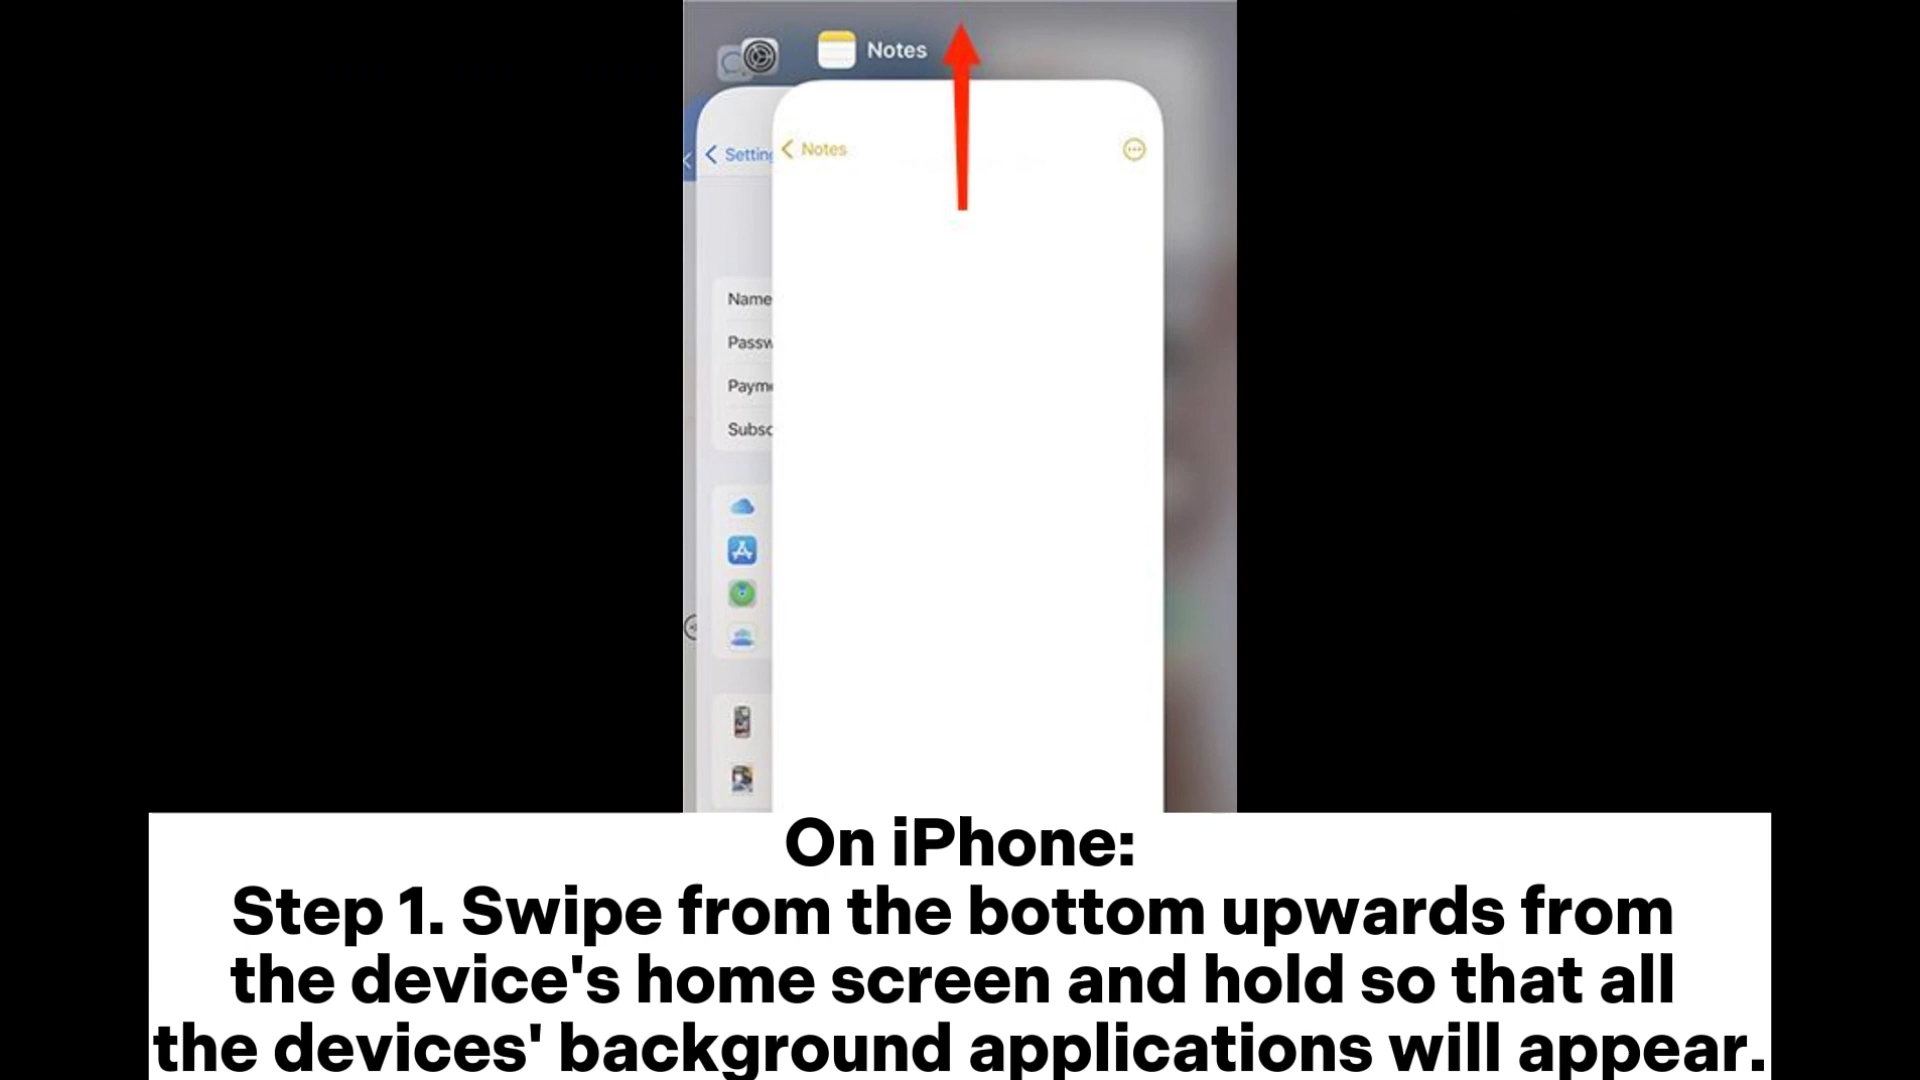 Notes
Settin
Notes
Name
Passw
Payme
Subsc
On iPhone:
Step 1. Swipe from the bottom upwards from
the device's home screen and hold so that all
the devices' background applications will appear.